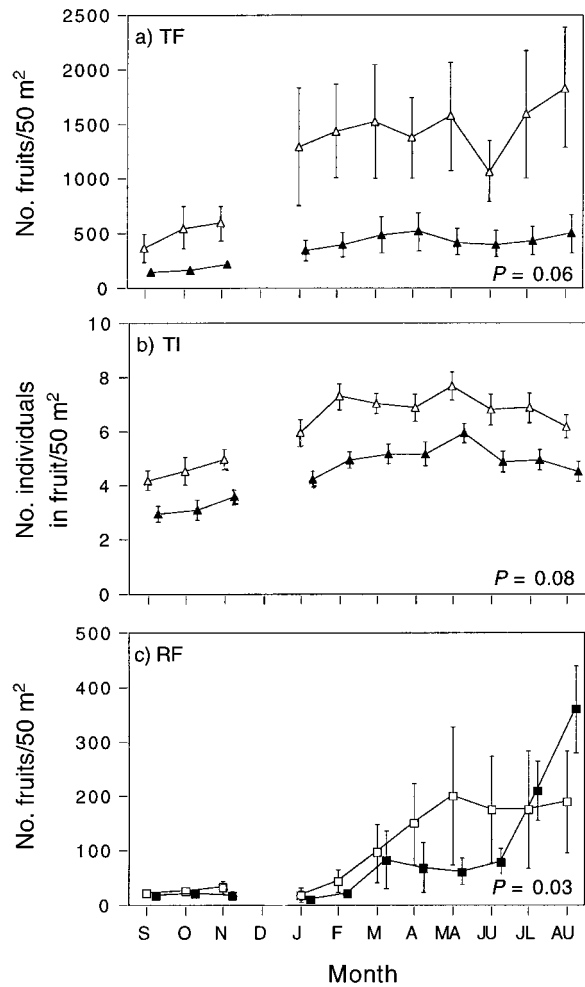 a) TF
No. fruits/50 m²
2500
2000
1500
1000
500
0
P = 0.06
b) TI
No. individuals
in fruit/50 m²
10
8
6
4
2
0
P = 0.08
c) RF
No. fruits/50 m²
500
400
300
200
100
0
P = 0.03
S O N D J F M A MA JU JL AU
Month